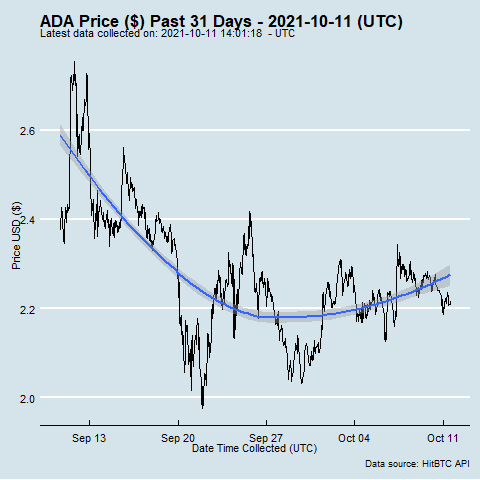 ADA Price ($) Past 31 Days - 2021-10-11 (UTC)
Latest data collected on: 2021-10-11 14:01:18 - UTC
Price USD ($)
2.6
2.4
2.2
2.0
Sep 13 Sep 20 Sep 27 Oct 04 Oct 11
Date Time Collected (UTC)
Data source: HitBTC API